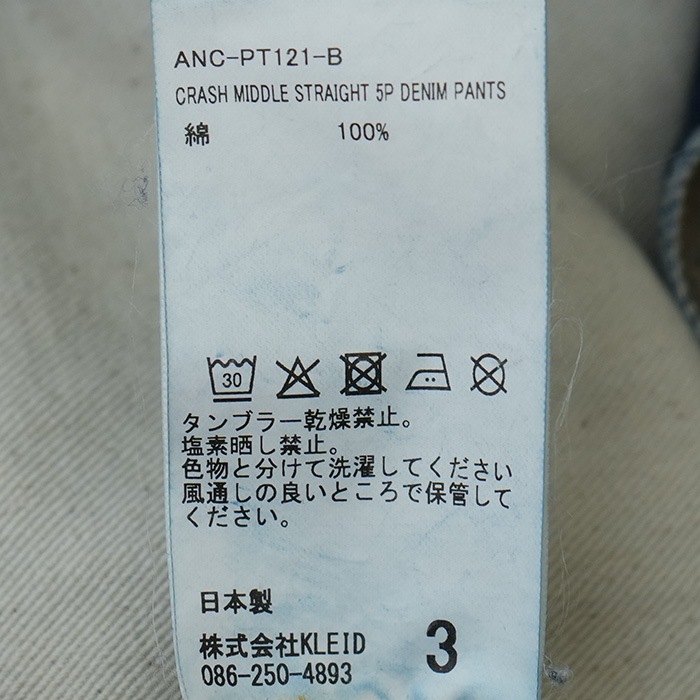 ANC-PT121-B
CRASH MIDDLE STRAIGHT 5P DENIM PANTS
綿 100%
30
タンブラー乾燥禁止。
塩素晒し禁止。
色物と分けて洗濯してください
風通しの良いところで保管して
ください。
日本製
株式会社KLEID
086-250-4893
3